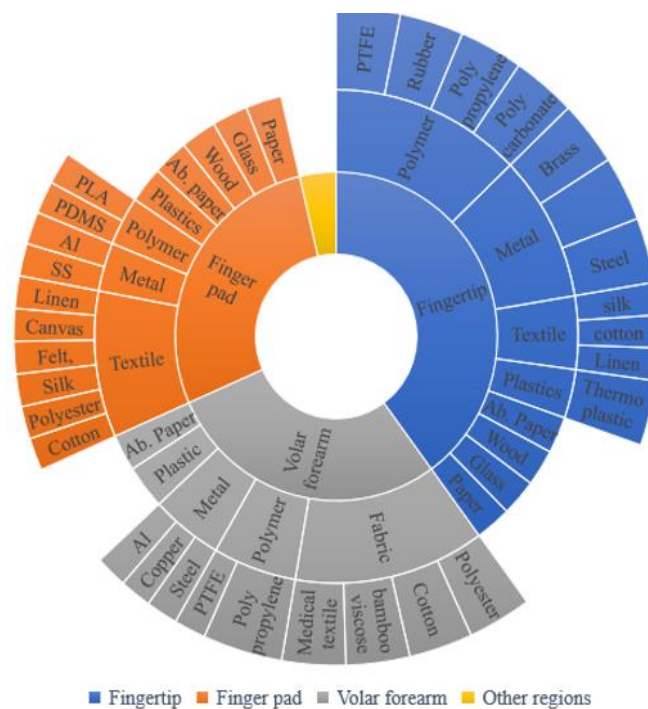 PTFE
Rubber
Poly
propylene
Poly
carbonate
Brass
Steel
silk
cotton
Linen
Thermo
plastic
Polymer
Metal
Textile
Plastics
Ab. Paper
Wood
Glass
Paper
Fingertip
Volar
forearm
Fabric
Polymer
Metal
Plastic
Ab. Paper
Polyester
Cotton
bamboo
viscose
Medical
textile
Poly
propylene
PTFE
Steel
Copper
Al
Finger
pad
Textile
Metal
Polymer
Plastics
Ab. paper
Wood
Glass
Paper
Cotton
Polyester
Silk
Felt,
Canvas
Linen
SS
Al
PDMS
PLA
Fingertip Finger pad Volar forearm Other regions